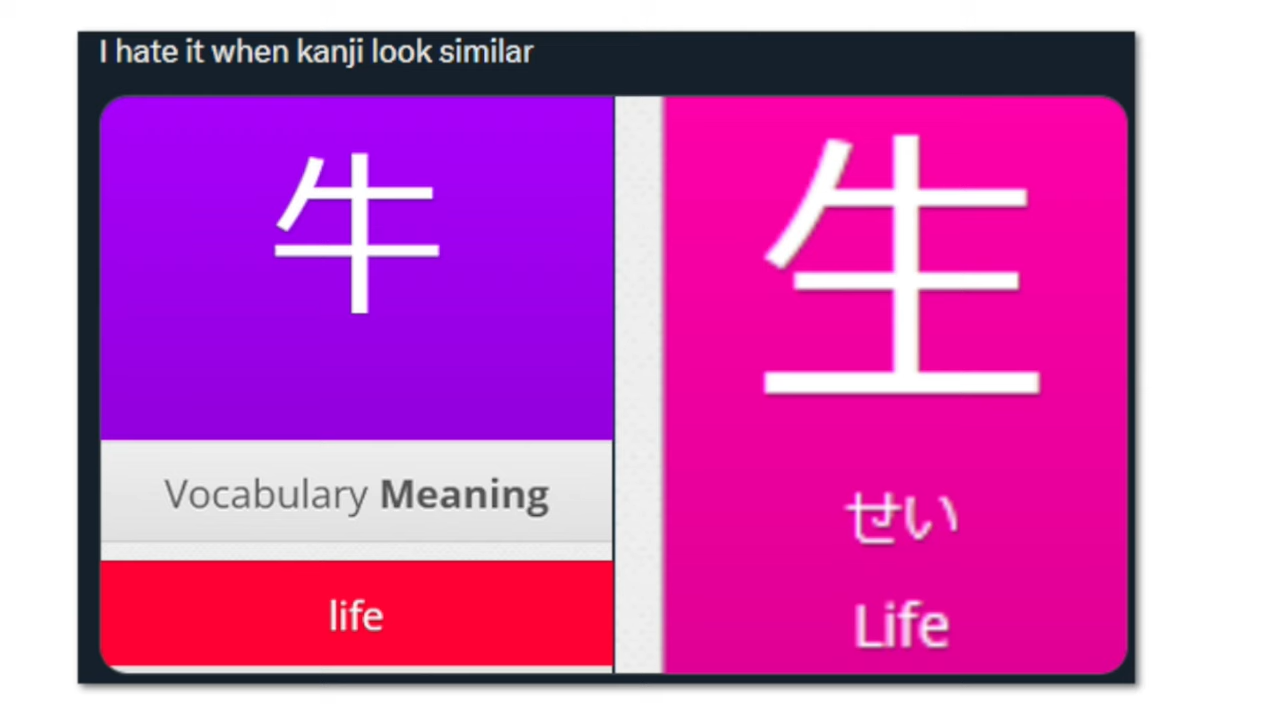 I hate it when kanji look similar
牛
Vocabulary Meaning
life
生
せい
Life